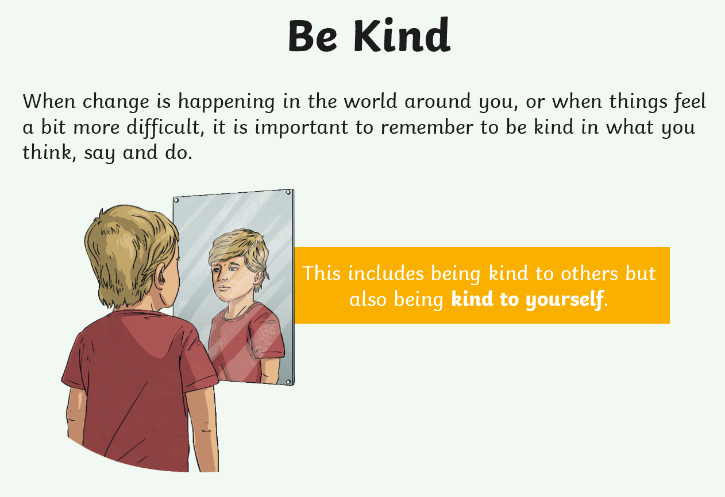 Be Kind
When change is happening in the world around you, or when things feel
a bit more difficult, it is important to remember to be kind in what you
think, say and do.
This includes being kind to others but
also being kind to yourself.